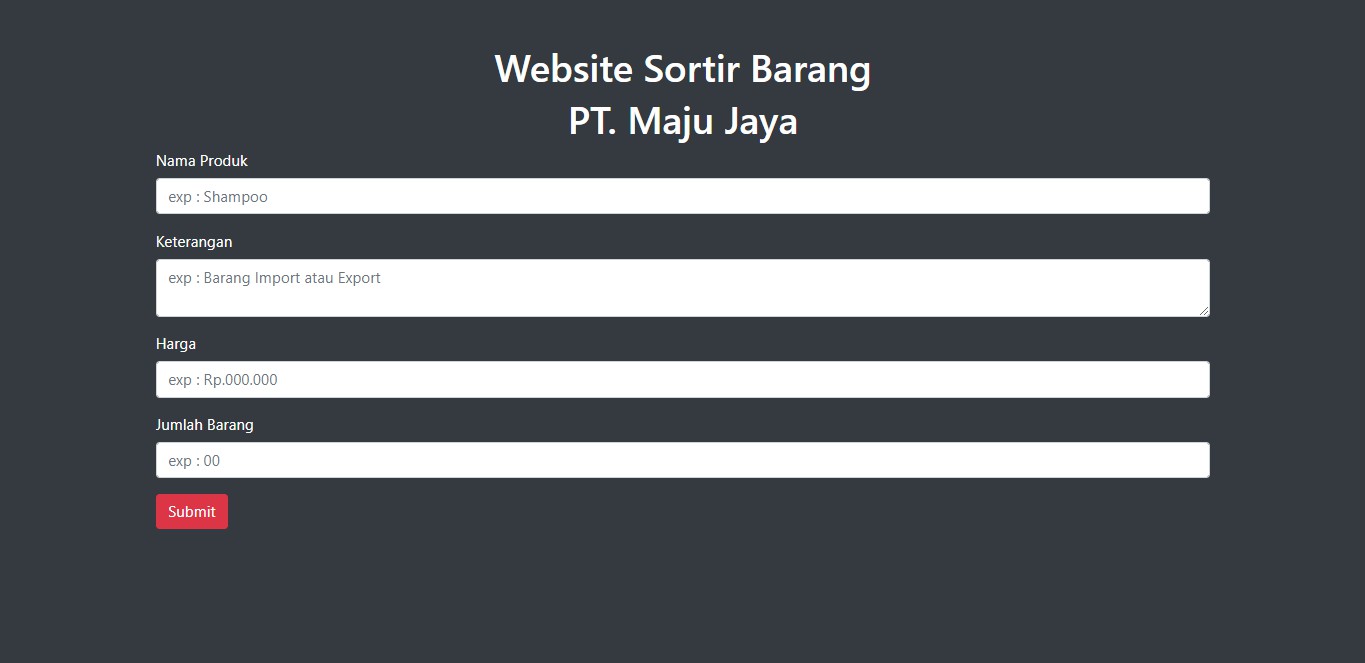 Website Sortir Barang
PT. Maju Jaya
Nama Produk
exp : Shampoo
Keterangan
exp : Barang Import atau Export
Harga
exp : Rp.000.000
Jumlah Barang
exp : 00
Submit